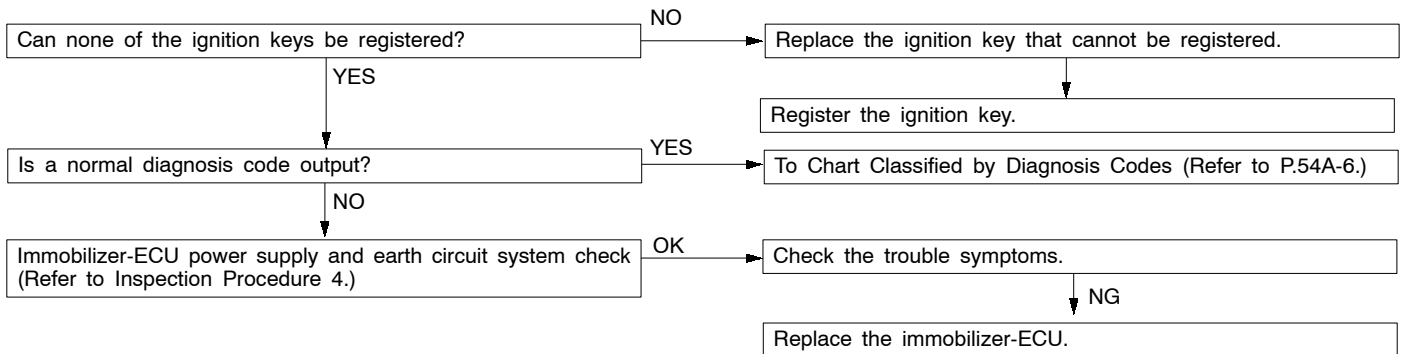 Can none of the ignition keys be registered?
NO
Replace the ignition key that cannot be registered.
YES
Register the ignition key.
Is a normal diagnosis code output?
YES
To Chart Classified by Diagnosis Codes (Refer to P.54A-6.)
NO
Immobilizer-ECU power supply and earth circuit system check
(Refer to Inspection Procedure 4.)
OK
Check the trouble symptoms.
NG
Replace the immobilizer-ECU.